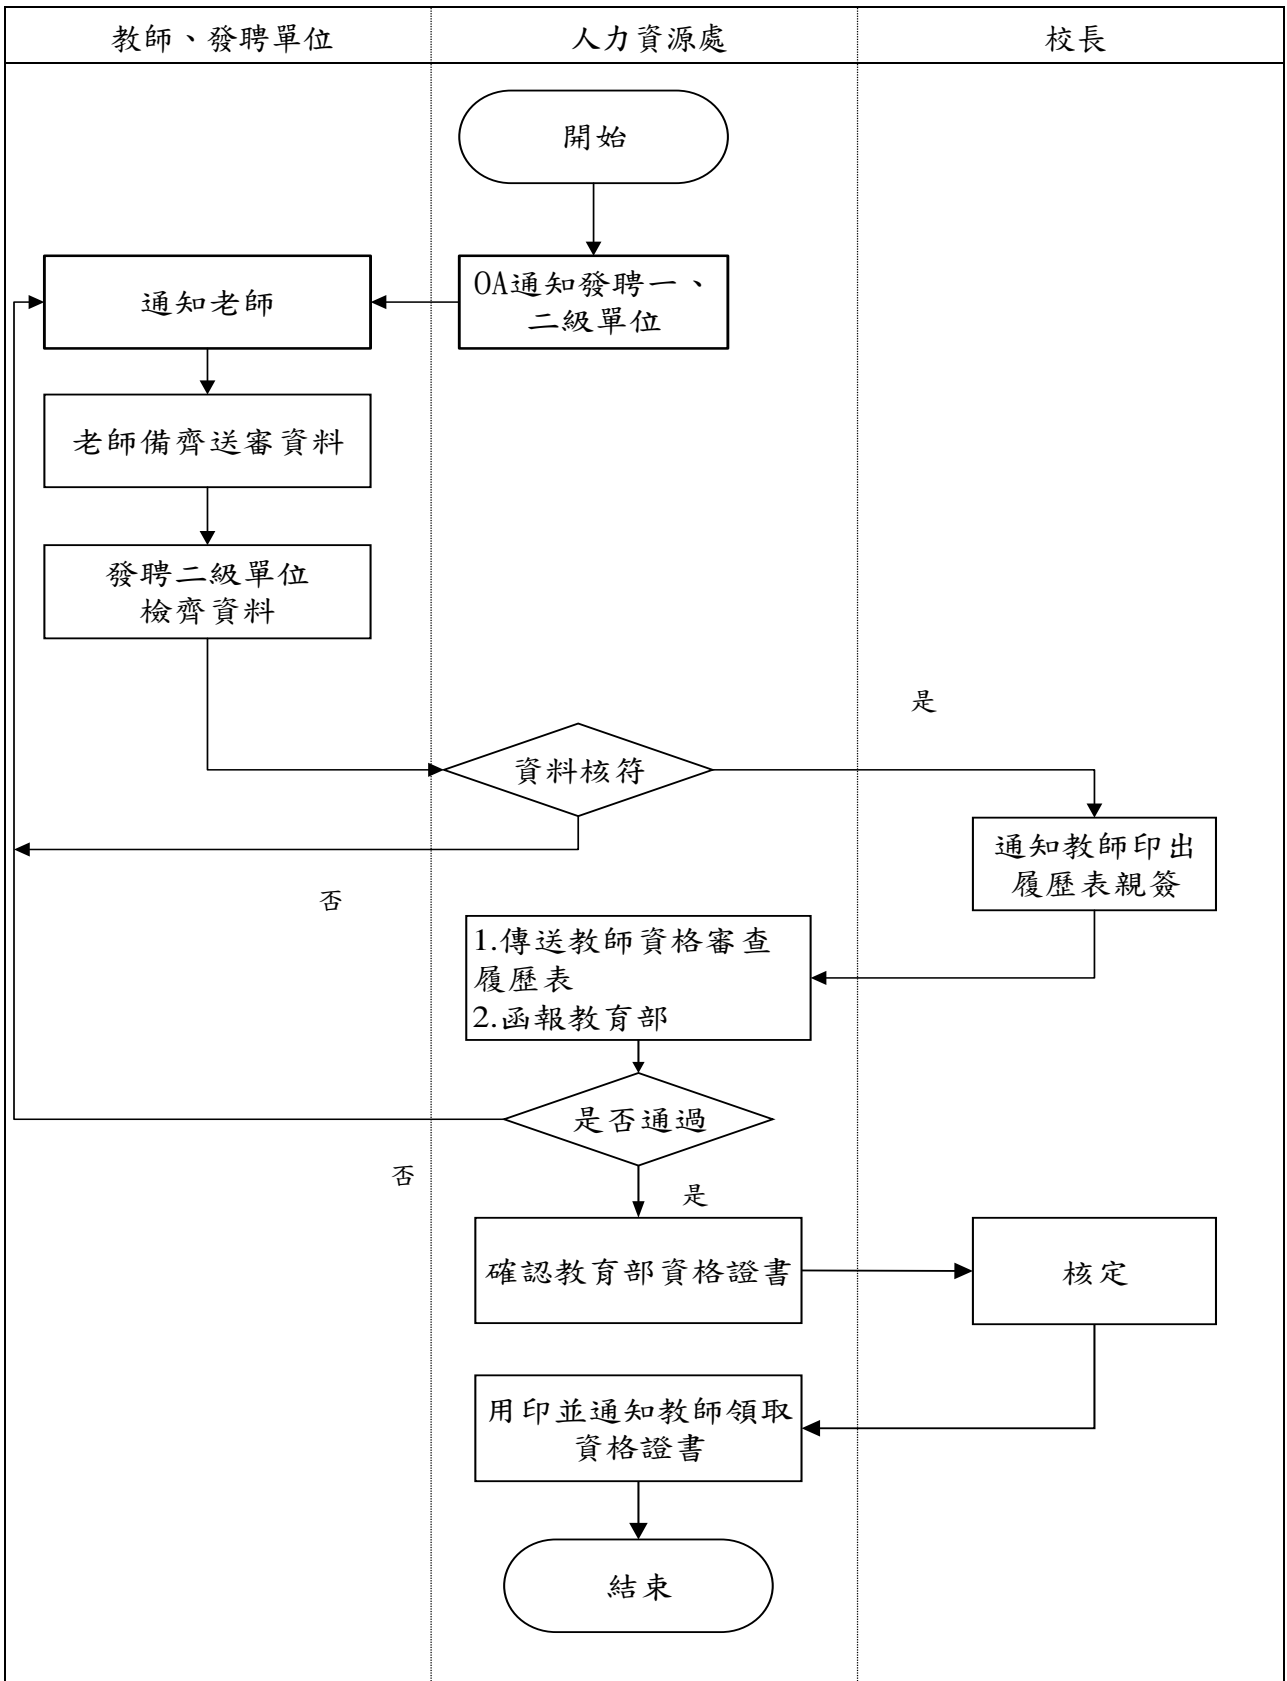 教師、發聘單位
人力資源處
校長
開始
OA通知發聘一、
二級單位
通知老師
老師備齊送審資料
發聘二級單位
檢齊資料
是
資料核符
通知教師印出
履歷表親簽
否
1.傳送教師資格審查
履歷表
2.函報教育部
是否通過
否
是
確認教育部資格證書
核定
用印並通知教師領取
資格證書
結束